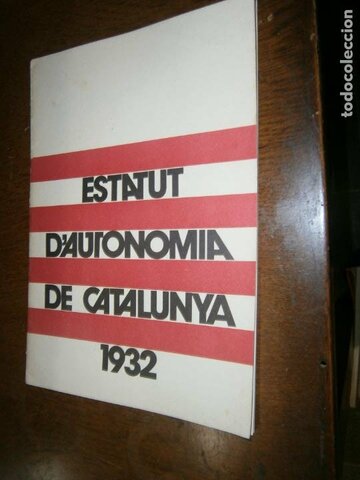 ESTATUT
D'AUTONOMIA
DE CATALUNYA
1932
todocoleccion